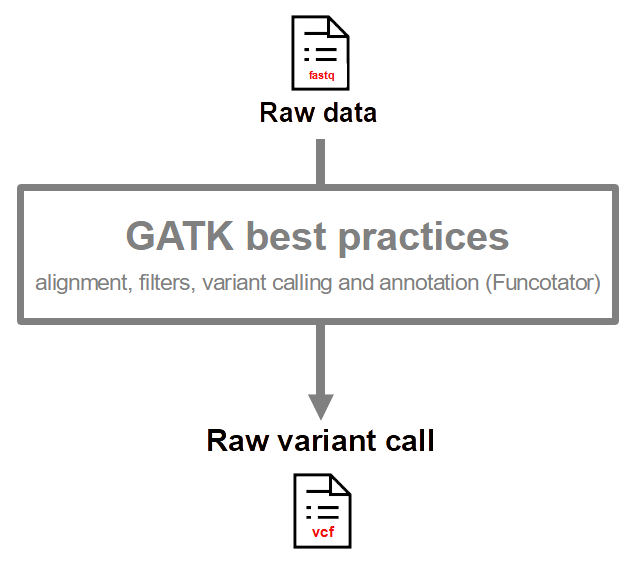 fastq
Raw data
GATK best practices
alignment, filters, variant calling and annotation (Funcotator)
Raw variant call
vcf